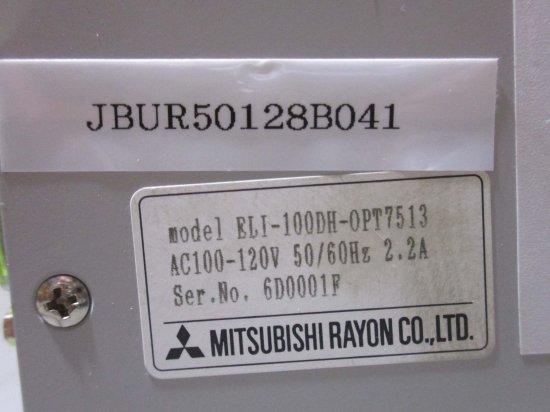 JBUR50128B041
model ELI-100DH-OPT7513
AC100-120V 50/60Hz 2.2A
Ser.No. 6D0001F
MITSUBISHI RAYON CO.,LTD.